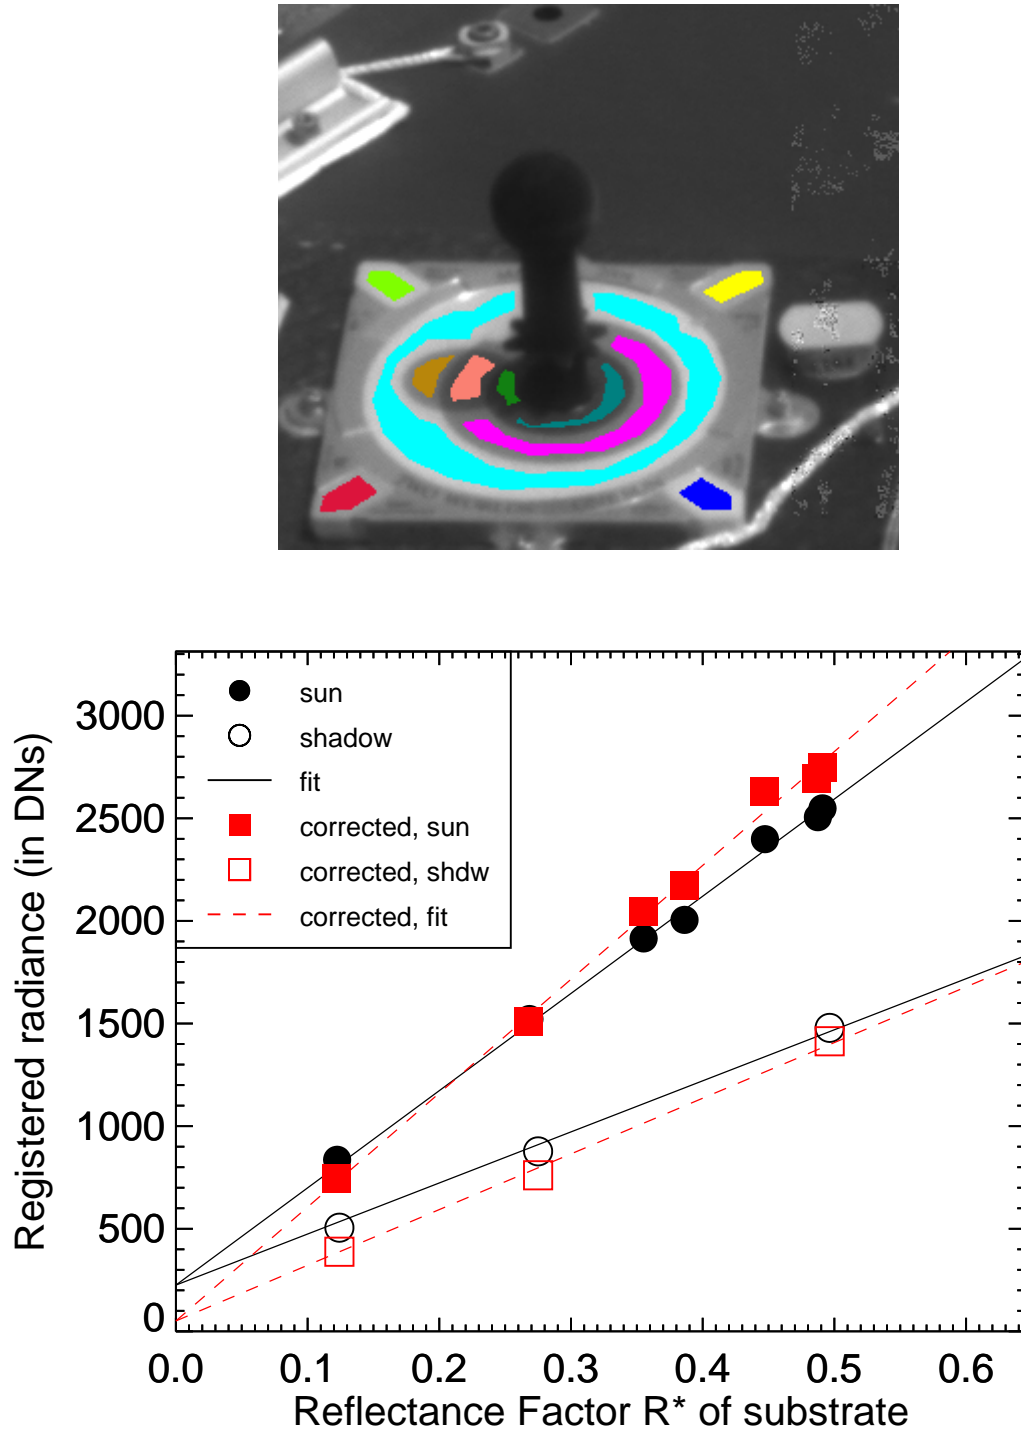 3000
2500
2000
1500
1000
500
0
Registered radiance (in DNs)
sun
shadow
fit
corrected, sun
corrected, shdw
corrected, fit
0.0 0.1 0.2 0.3 0.4 0.5 0.6
Reflectance Factor R* of substrate